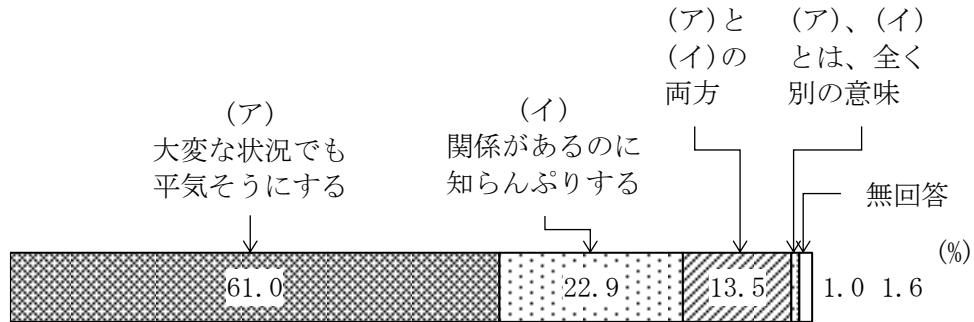 (ア)
大変な状況でも
平気そうにする
(イ)
関係があるのに
知らんぷりする
(ア)と
(イ)の
両方
(ア)、(イ)
とは、全く
別の意味
無回答
(%)
61.0
22.9
13.5
1.0
1.6